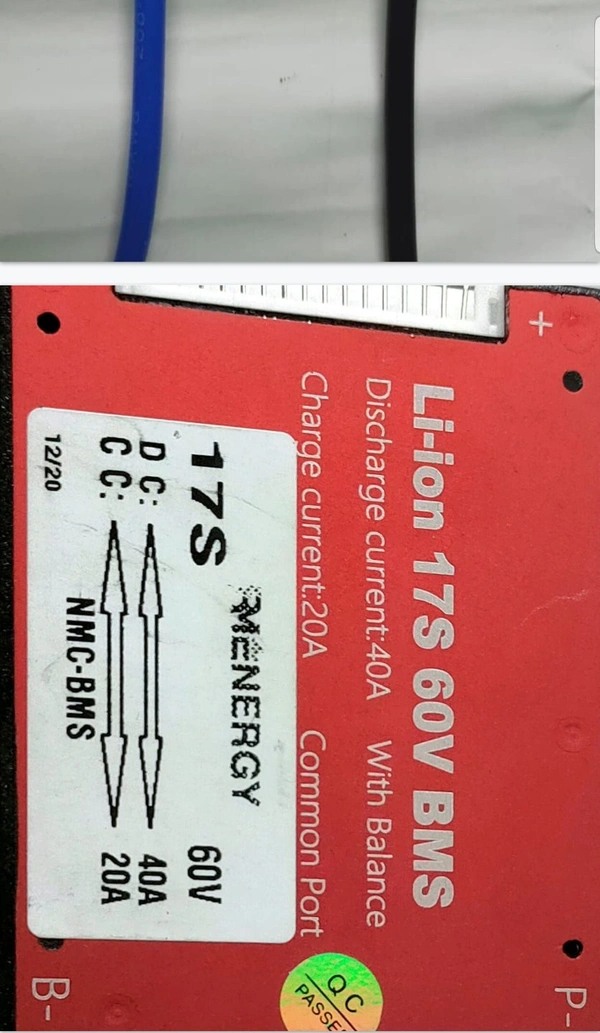 +
P-
Li-ion 17S 60V BMS
Discharge current:40A With Balance
Charge current:20A Common Port
MENERGY
17S 60V
D C: 40A
C C: 20A
NMC-BMS
12/20
QC
PASSE
B-